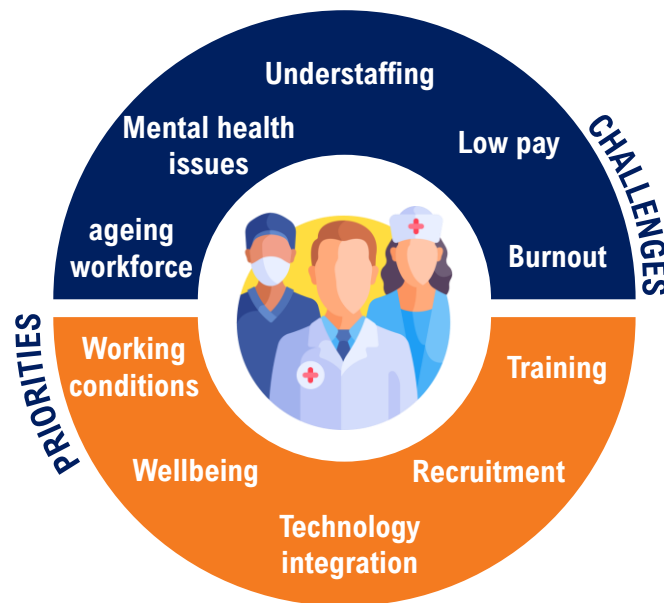 Understaffing
Mental health
issues
Low pay
ageing
workforce
Burnout
CHALLENGES
PRIORITIES
Working
conditions
Training
Wellbeing
Recruitment
Technology
integration